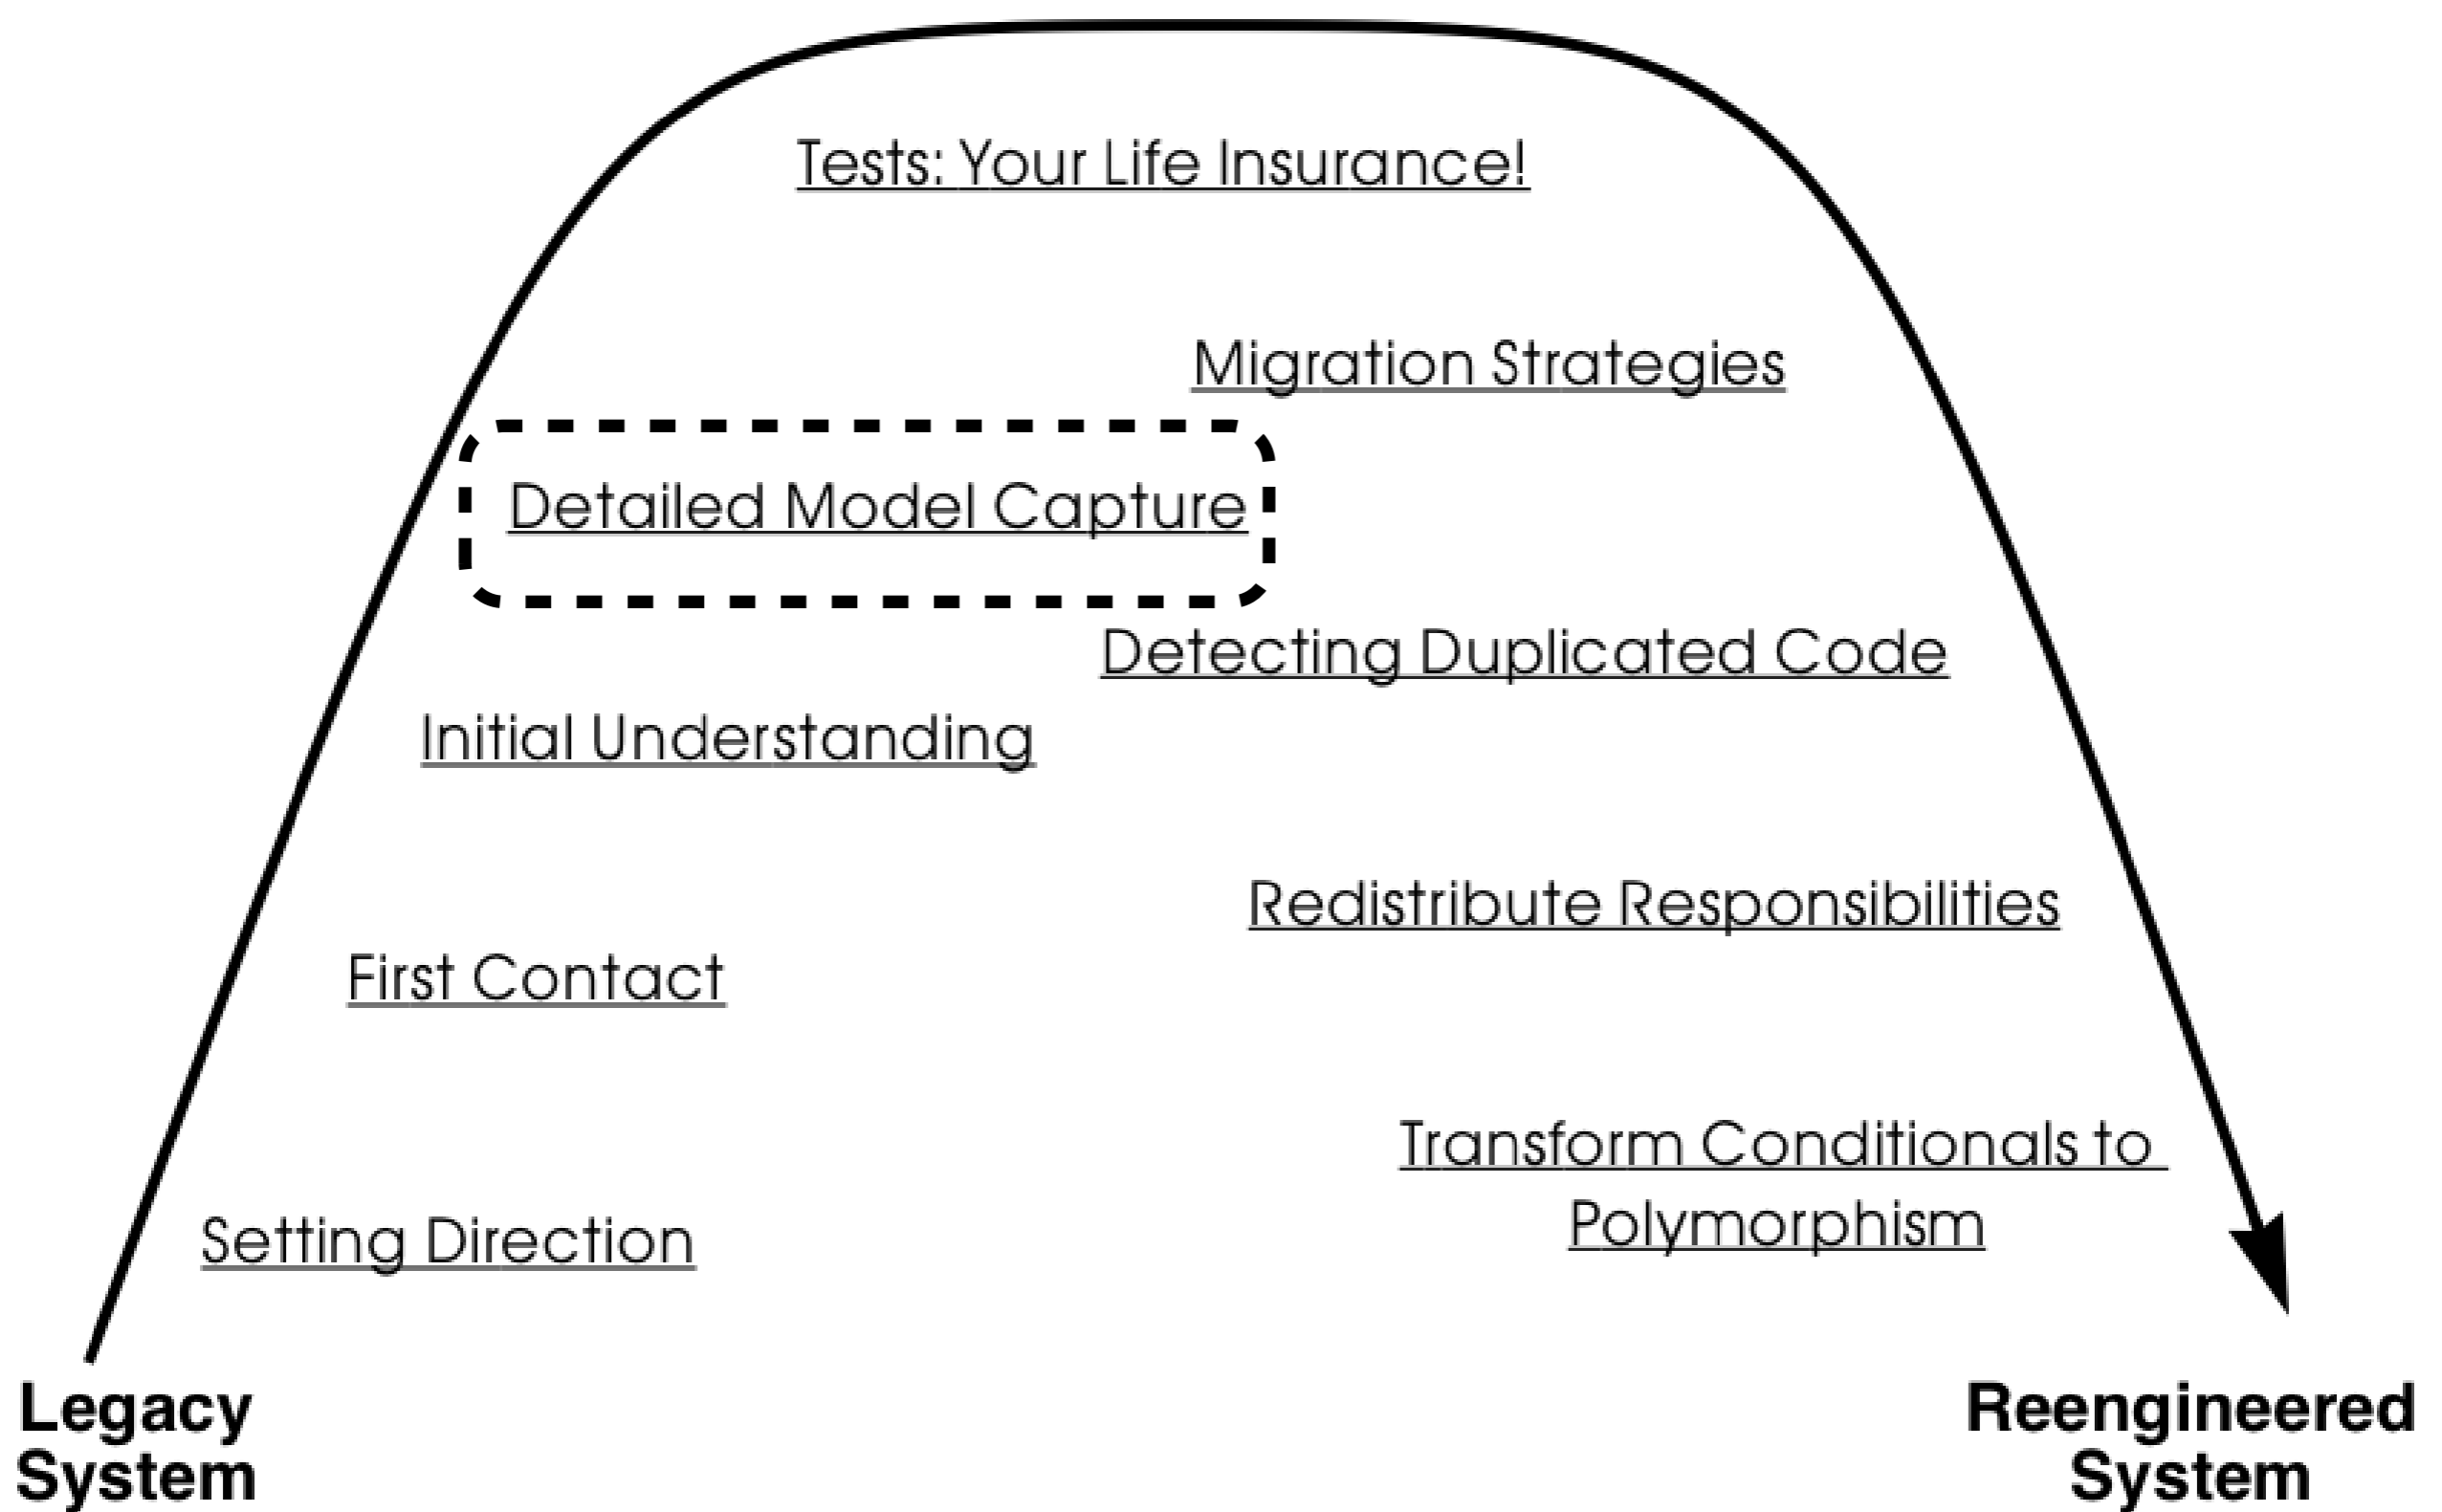 Tests: Your Life Insurance!
Migration Strategies
Detailed Model Capture
Detecting Duplicated Code
Initial Understanding
Redistribute Responsibilities
First Contact
Transform Conditionals to
Polymorphism
Setting Direction
Legacy
System
Reengineered
System